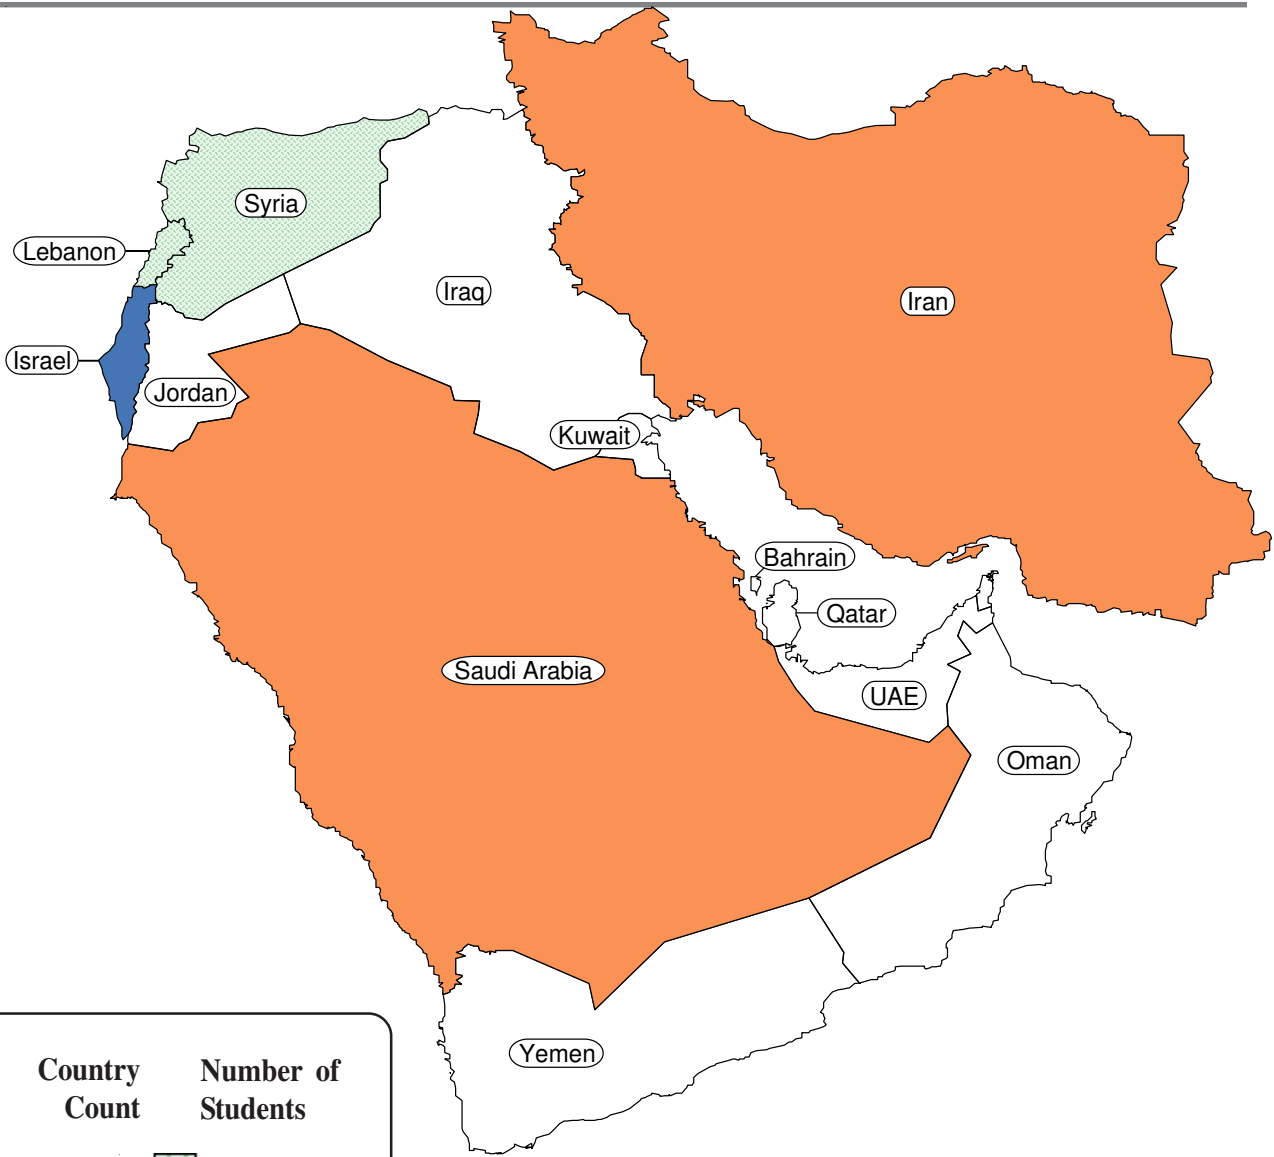 Syria
Lebanon
Iraq
Iran
Israel
Jordan
Kuwait
Bahrain
Qatar
Saudi Arabia
UAE
Oman
Yemen
Country Number of
Count Students